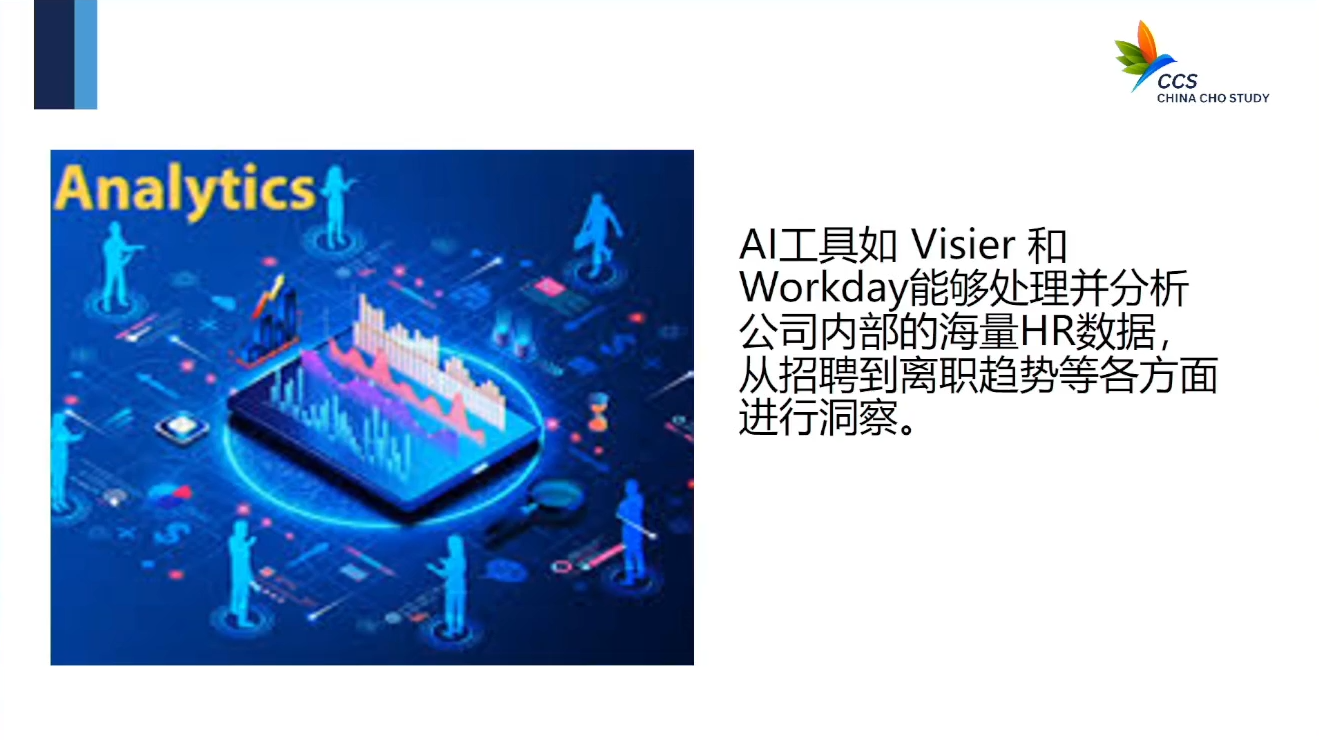 CCS
CHINA CHO STUDY
Analytics
AI工具如 Visier 和
Workday能够处理并分析
公司内部的海量HR数据，
从招聘到离职趋势等各方面
进行洞察。